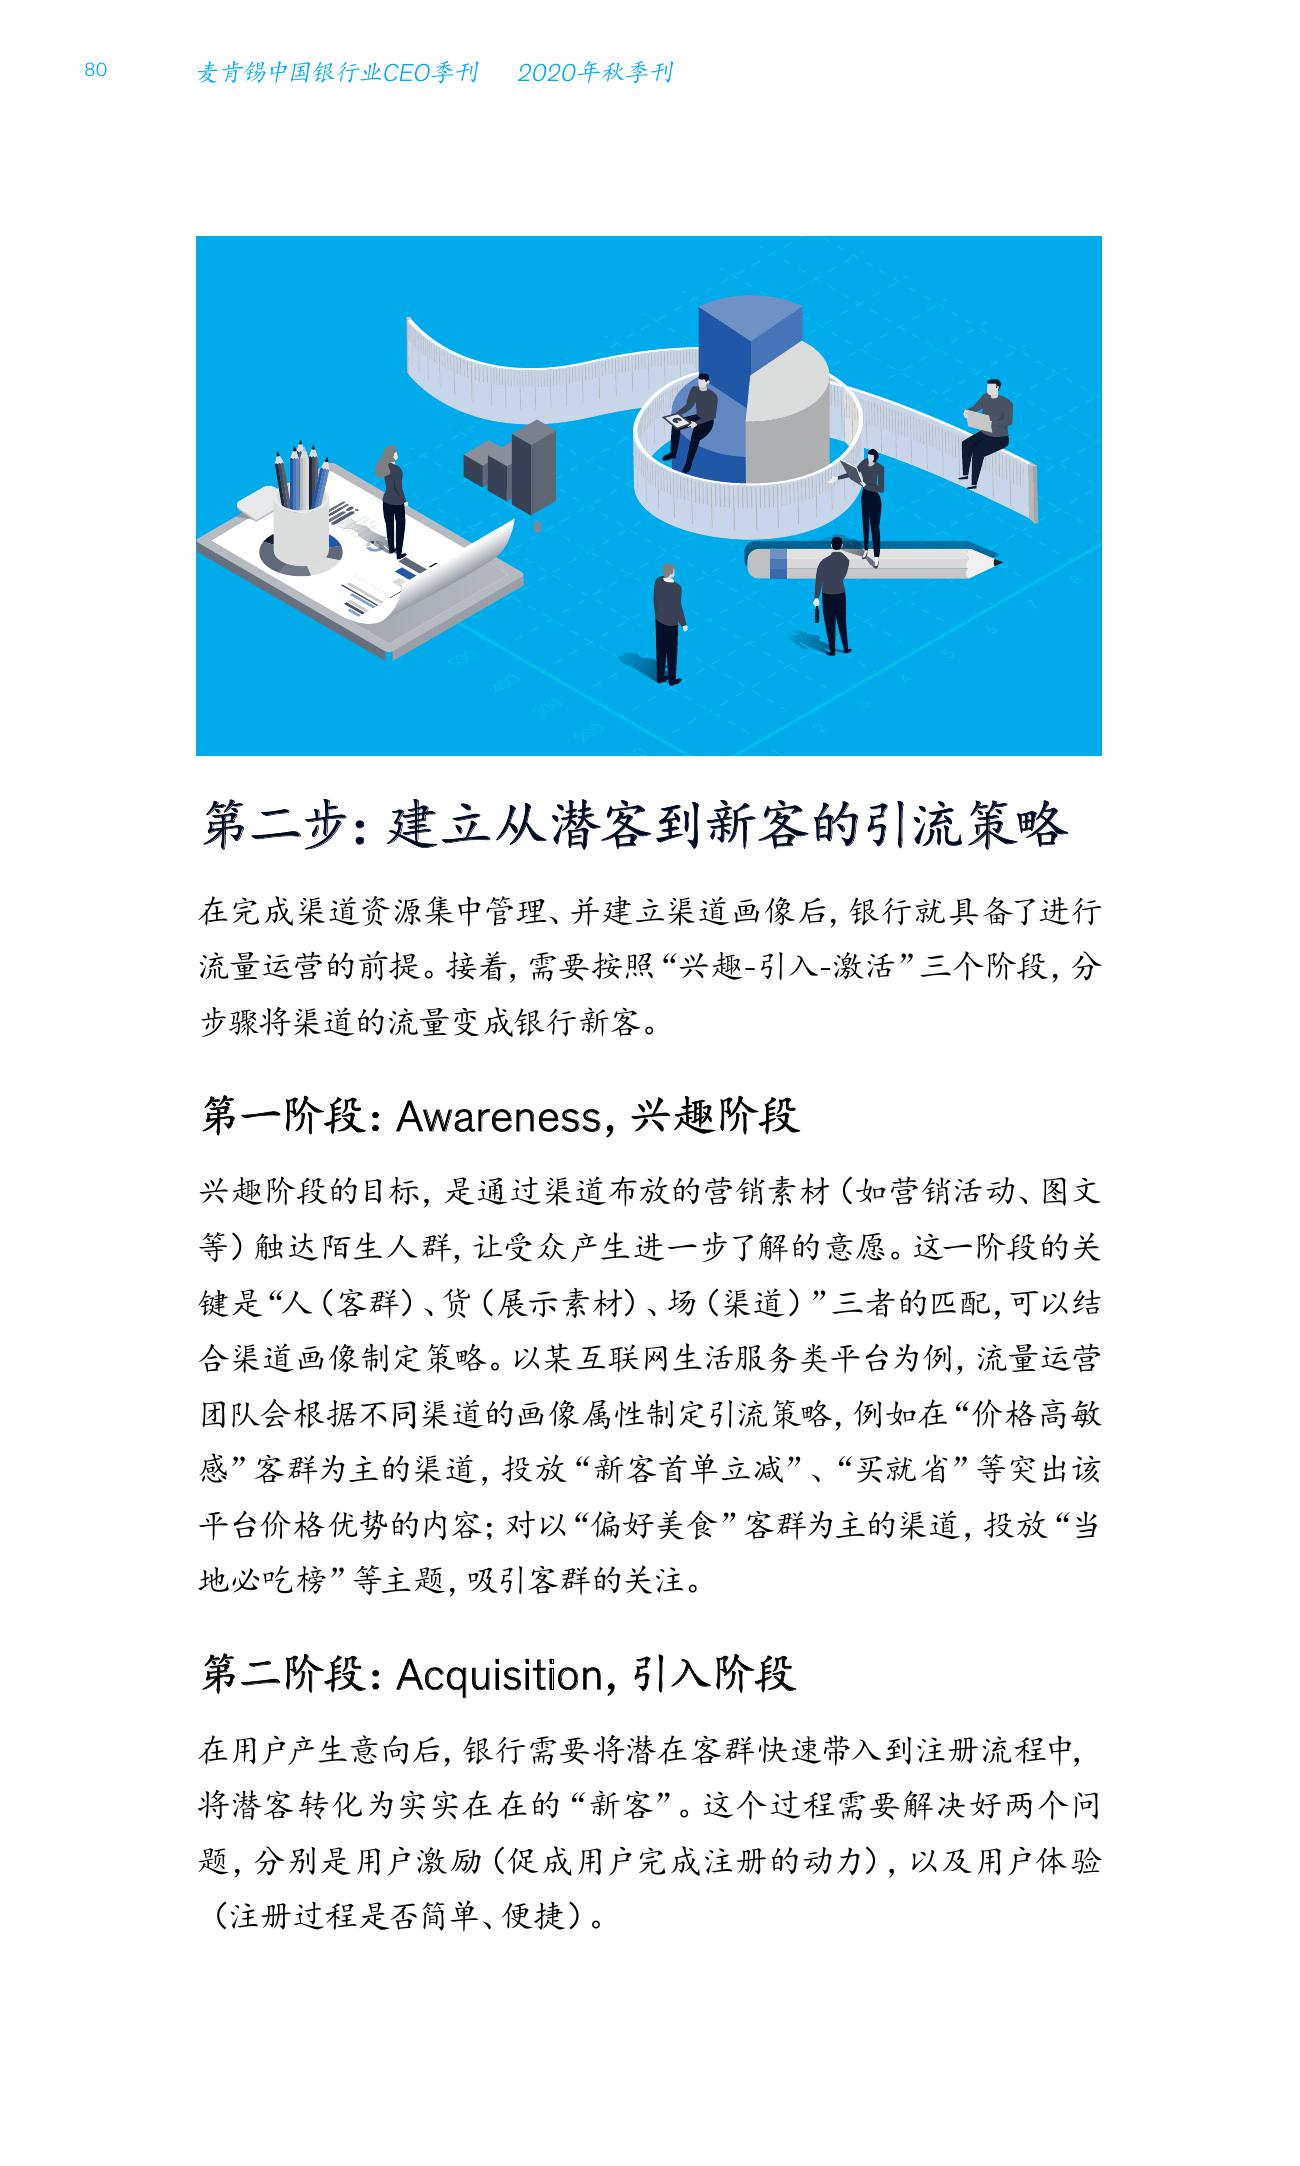 80
麦肯锡中国银行业CEO季刊 2020年秋季刊
500
400
300
200
2
3
4
5
6
7
8
第二步：建立从潜客到新客的引流策略
在完成渠道资源集中管理、并建立渠道画像后，银行就具备了进行
流量运营的前提。接着，需要按照“兴趣-引入-激活”三个阶段，分
步骤将渠道的流量变成银行新客。
第一阶段：Awareness，兴趣阶段
兴趣阶段的目标，是通过渠道布放的营销素材（如营销活动、图文
等）触达陌生人群，让受众产生进一步了解的意愿。这一阶段的关
键是“人（客群）、货（展示素材）、场（渠道）”三者的匹配，可以结
合渠道画像制定策略。以某互联网生活服务类平台为例，流量运营
团队会根据不同渠道的画像属性制定引流策略，例如在“价格高敏
感”客群为主的渠道，投放“新客首单立减”、“买就省”等突出该
平台价格优势的内容；对以“偏好美食”客群为主的渠道，投放“当
地必吃榜”等主题，吸引客群的关注。
第二阶段：Acquisition，引入阶段
在用户产生意向后，银行需要将潜在客群快速带入到注册流程中，
将潜客转化为实实在在的“新客”。这个过程需要解决好两个问
题，分别是用户激励（促成用户完成注册的动力），以及用户体验
（注册过程是否简单、便捷）。